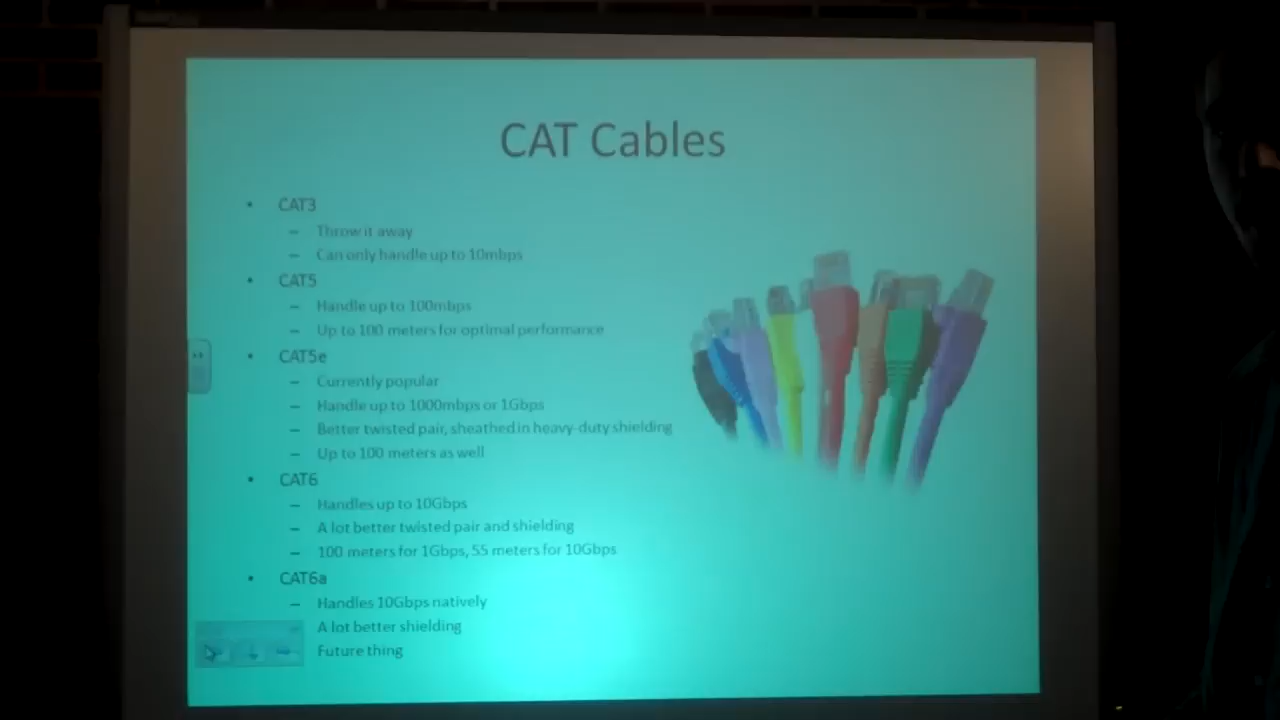 CAT Cables
• CAT3
– Throw it away
– Can only handle up to 10mbps
• CAT5
– Handle up to 100mbps
– Up to 100 meters for optimal performance
• CAT5e
– Currently popular
– Handle up to 1000mbps or 1Gbps
– Better twisted pair, sheathed in heavy-duty shielding
– Up to 100 meters as well
• CAT6
– Handles up to 10Gbps
– A lot better twisted pair and shielding
– 100 meters for 1Gbps, 55 meters for 10Gbps
• CAT6a
– Handles 10Gbps natively
A lot better shielding
Future thing